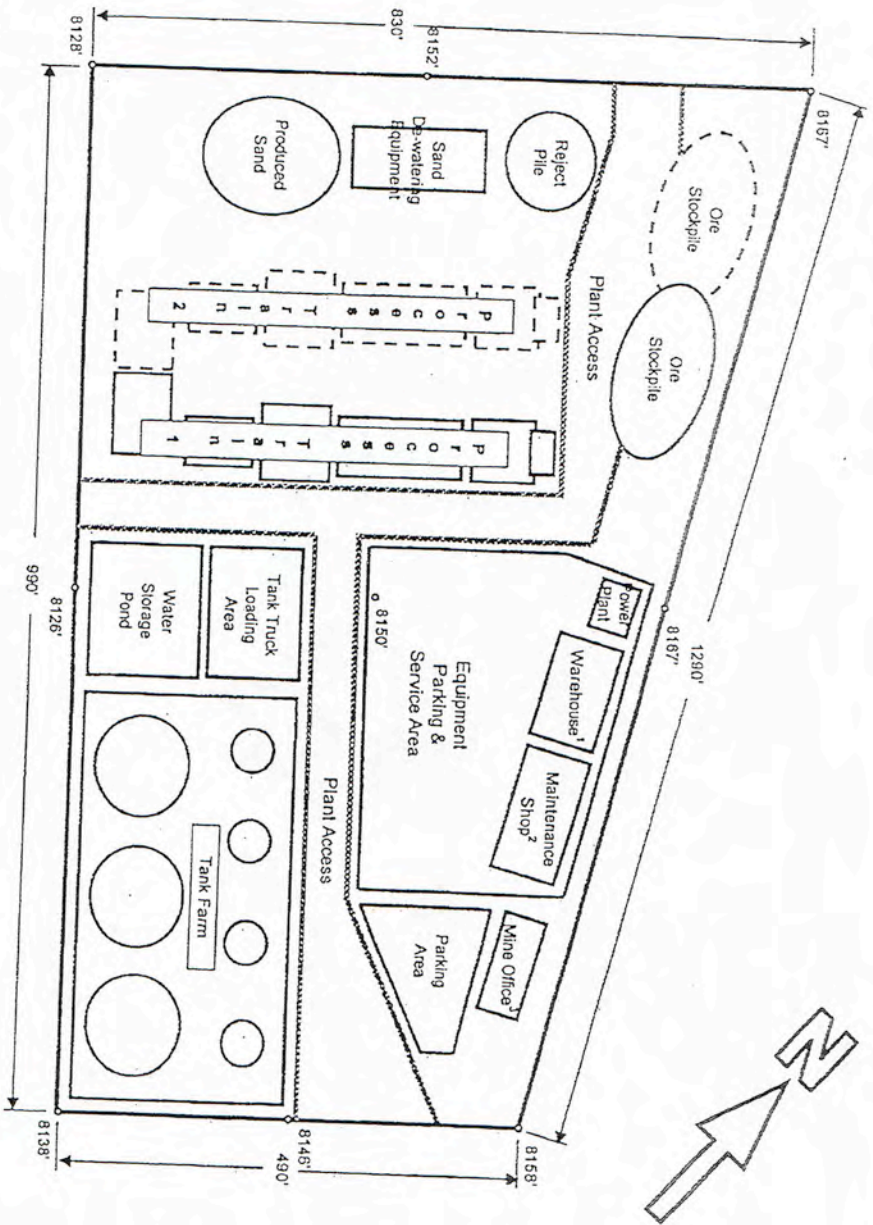 830'
8128'
8152'
8167'
Produced
Sand
Sand
De-watering
Equipment
Reject
Pile
Ore
Stockpile
Ore
Stockpile
Plant Access
Process Train 2
Process Train 1
990'
8126'
Water
Storage
Pond
Tank Truck
Loading
Area
8150'
Equipment
Parking &
Service Area
Power
Plant
Warehouse¹
Maintenance
Shop²
8167'
1290'
Plant Access
Tank Farm
Parking
Area
Mine Office³
N
8138'
8146'
490'
8158'